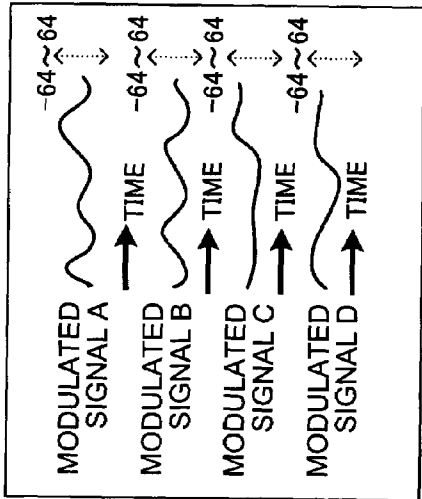 MODULATED
SIGNAL A
TIME
-64~64
MODULATED
SIGNAL B
TIME
-64~64
MODULATED
SIGNAL C
TIME
-64~64
MODULATED
SIGNAL D
TIME
-64~64